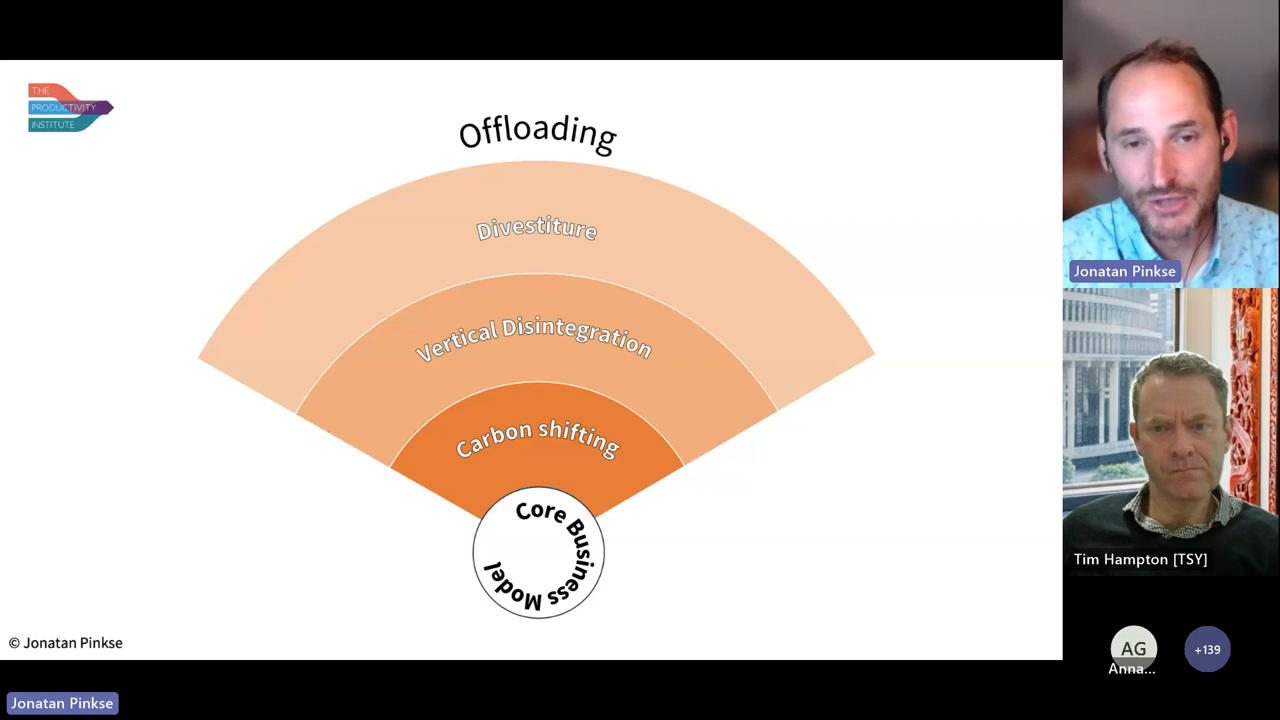 THE
PRODUCTIVITY
INSTITUTE
Offloading
Divestiture
Vertical Disintegration
Carbon shifting
Core Business Model
© Jonatan Pinkse
Jonatan Pinkse
Jonatan Pinkse
Tim Hampton [TSY]
AG
Anna...
+139